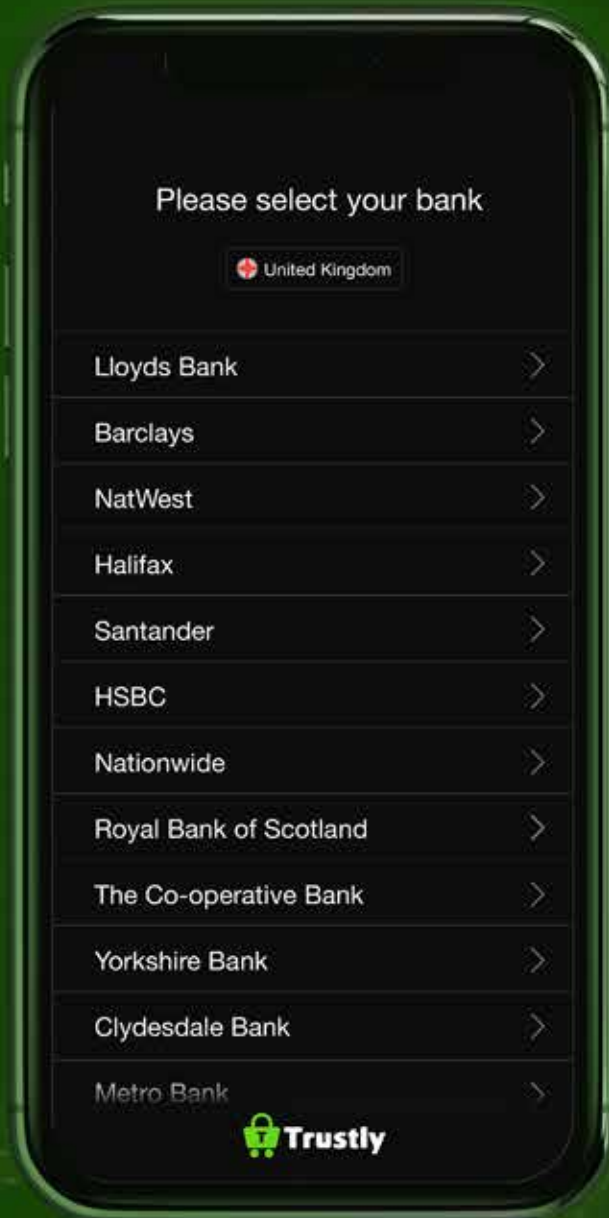 Please select your bank
United Kingdom
Lloyds Bank
Barclays
NatWest
Halifax
Santander
HSBC
Nationwide
Royal Bank of Scotland
The Co-operative Bank
Yorkshire Bank
Clydesdale Bank
Metro Bank
T
Trustly